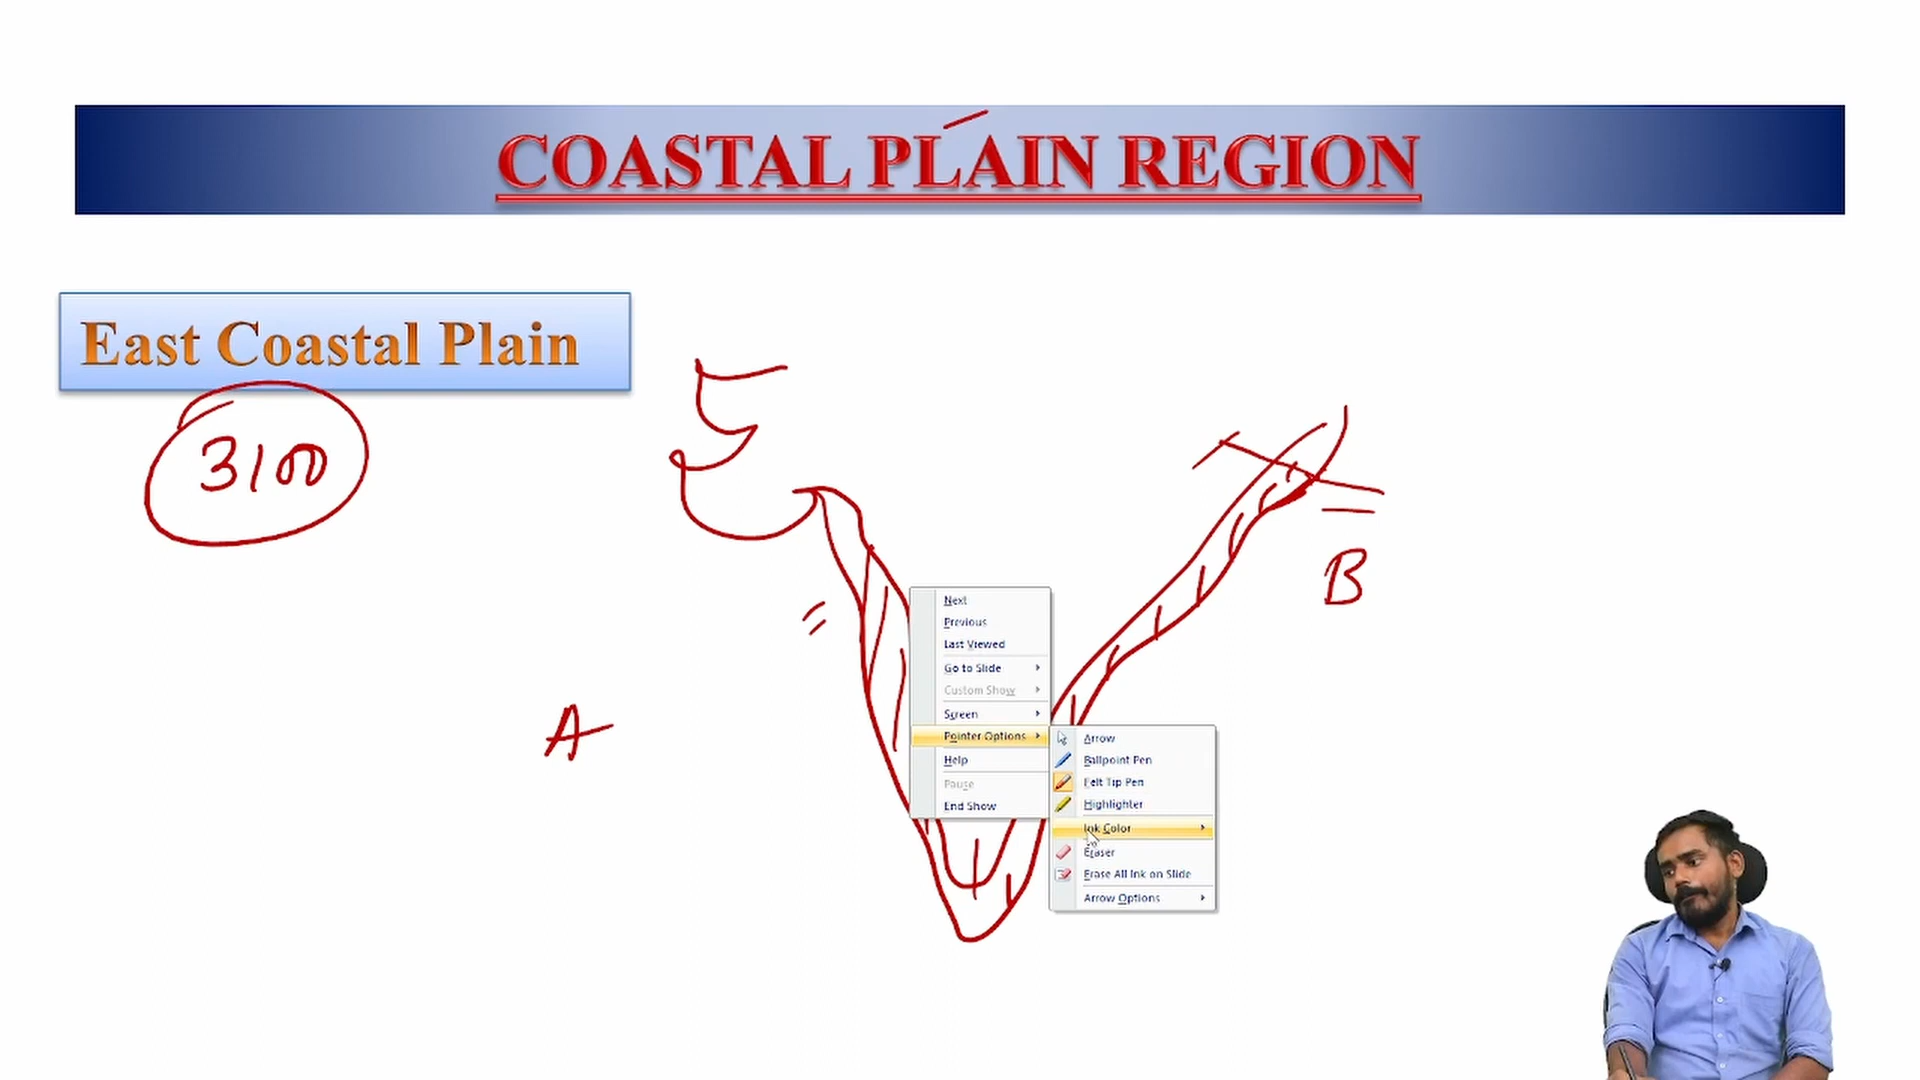 COASTAL PLAIN REGION
East Coastal Plain
3100
A
B
Next
Previous
Last Viewed
Go to Slide
Custom Show
Screen
Pointer Options
Help
Pause
End Show
Arrow
Ballpoint Pen
Felt Tip Pen
Highlighter
Ink Color
Eraser
Erase All Ink on Slide
Arrow Options